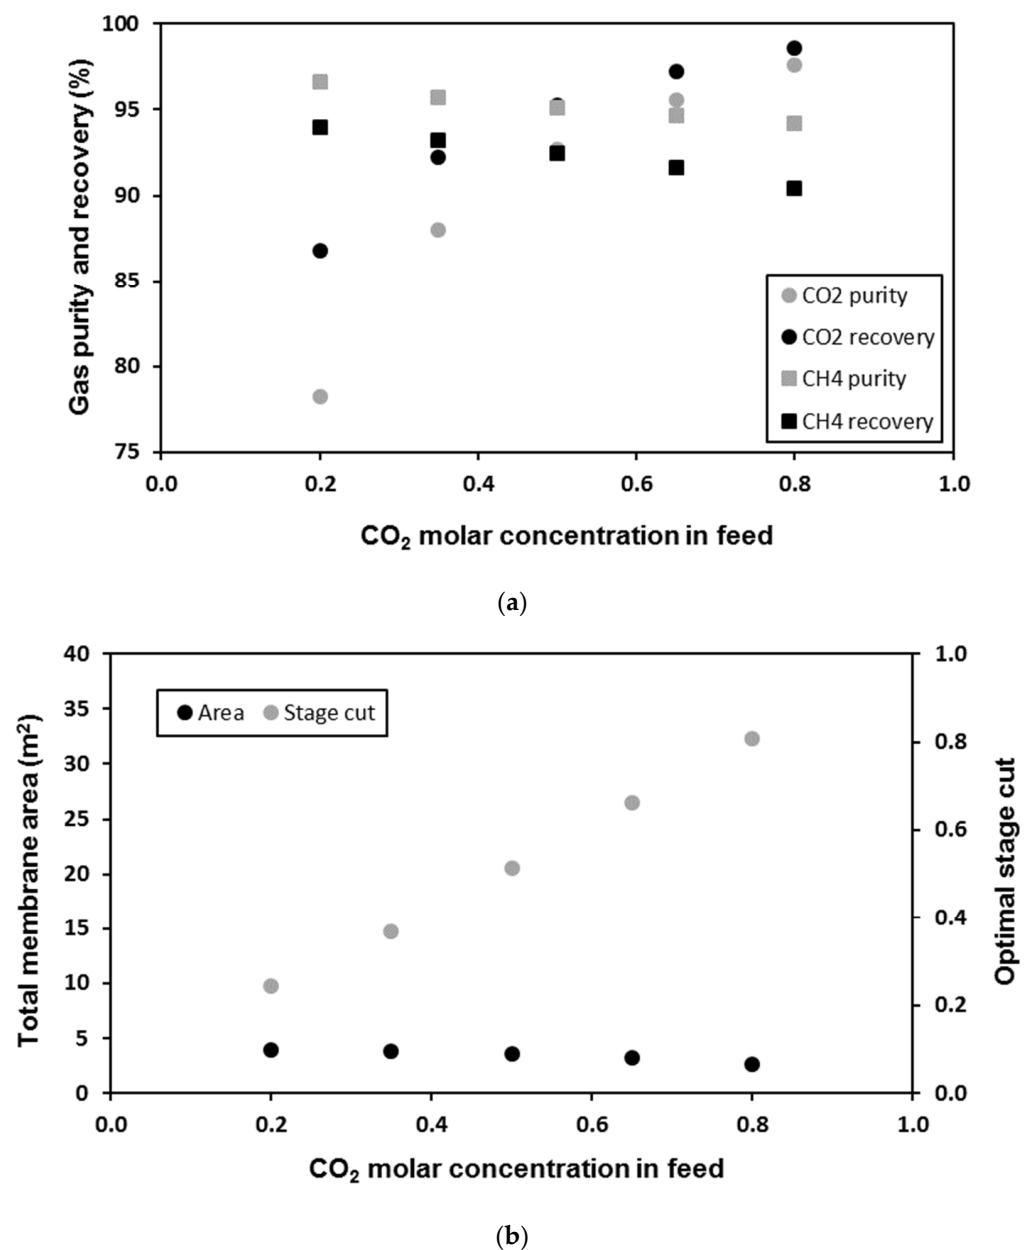 100
95
90
85
80
75
Gas purity and recovery (%)
CO2 purity
CO2 recovery
CH4 purity
CH4 recovery
0.0 0.2 0.4 0.6 0.8 1.0
CO₂ molar concentration in feed
(a)
40
35
30
25
20
15
10
5
0
Total membrane area (m²)
Area Stage cut
1.0
0.8
0.6
0.4
0.2
0.0
Optimal stage cut
0.0 0.2 0.4 0.6 0.8 1.0
CO₂ molar concentration in feed
(b)